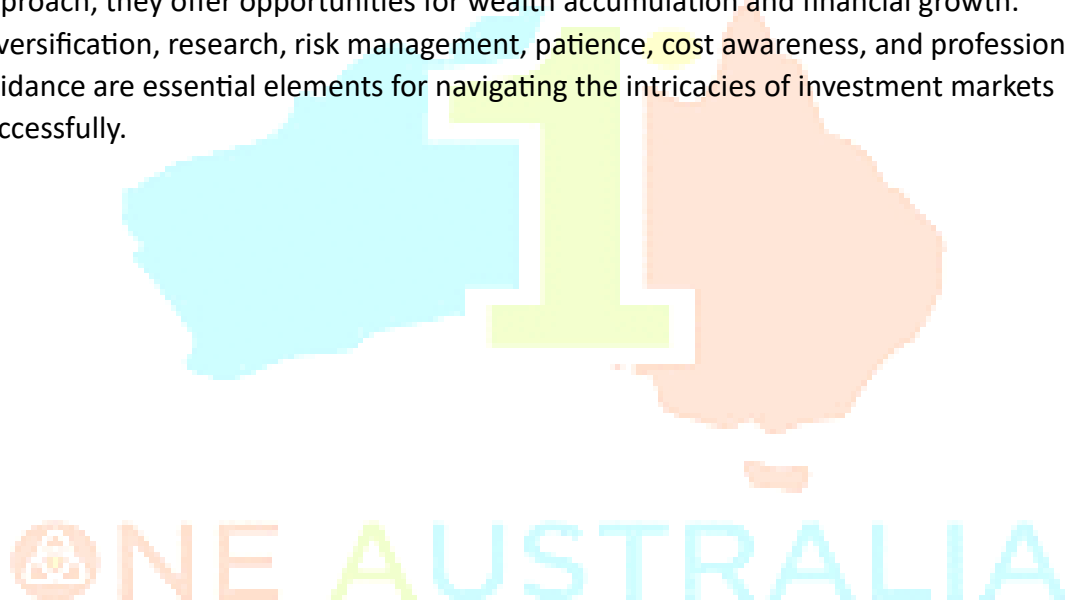 proach, they offer opportunities for wealth accumulation and financial growth.
versification, research, risk management, patience, cost awareness, and profession
idance are essential elements for navigating the intricacies of investment markets
ccessfully.
1
ONE AUSTRALIA